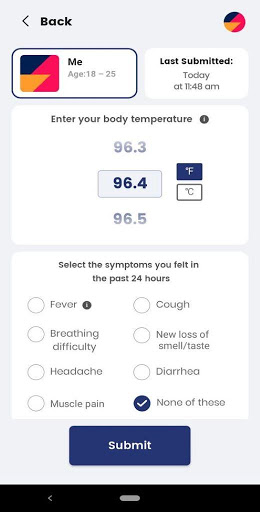 Back
Me
Age:18 – 25
Last Submitted:
Today
at 11:48 am
Enter your body temperature i
96.3
96.4
96.5
°F
°C
Select the symptoms you felt in
the past 24 hours
Fever i
Cough
Breathing
difficulty
New loss of
smell/taste
Headache
Diarrhea
Muscle pain
None of these
Submit